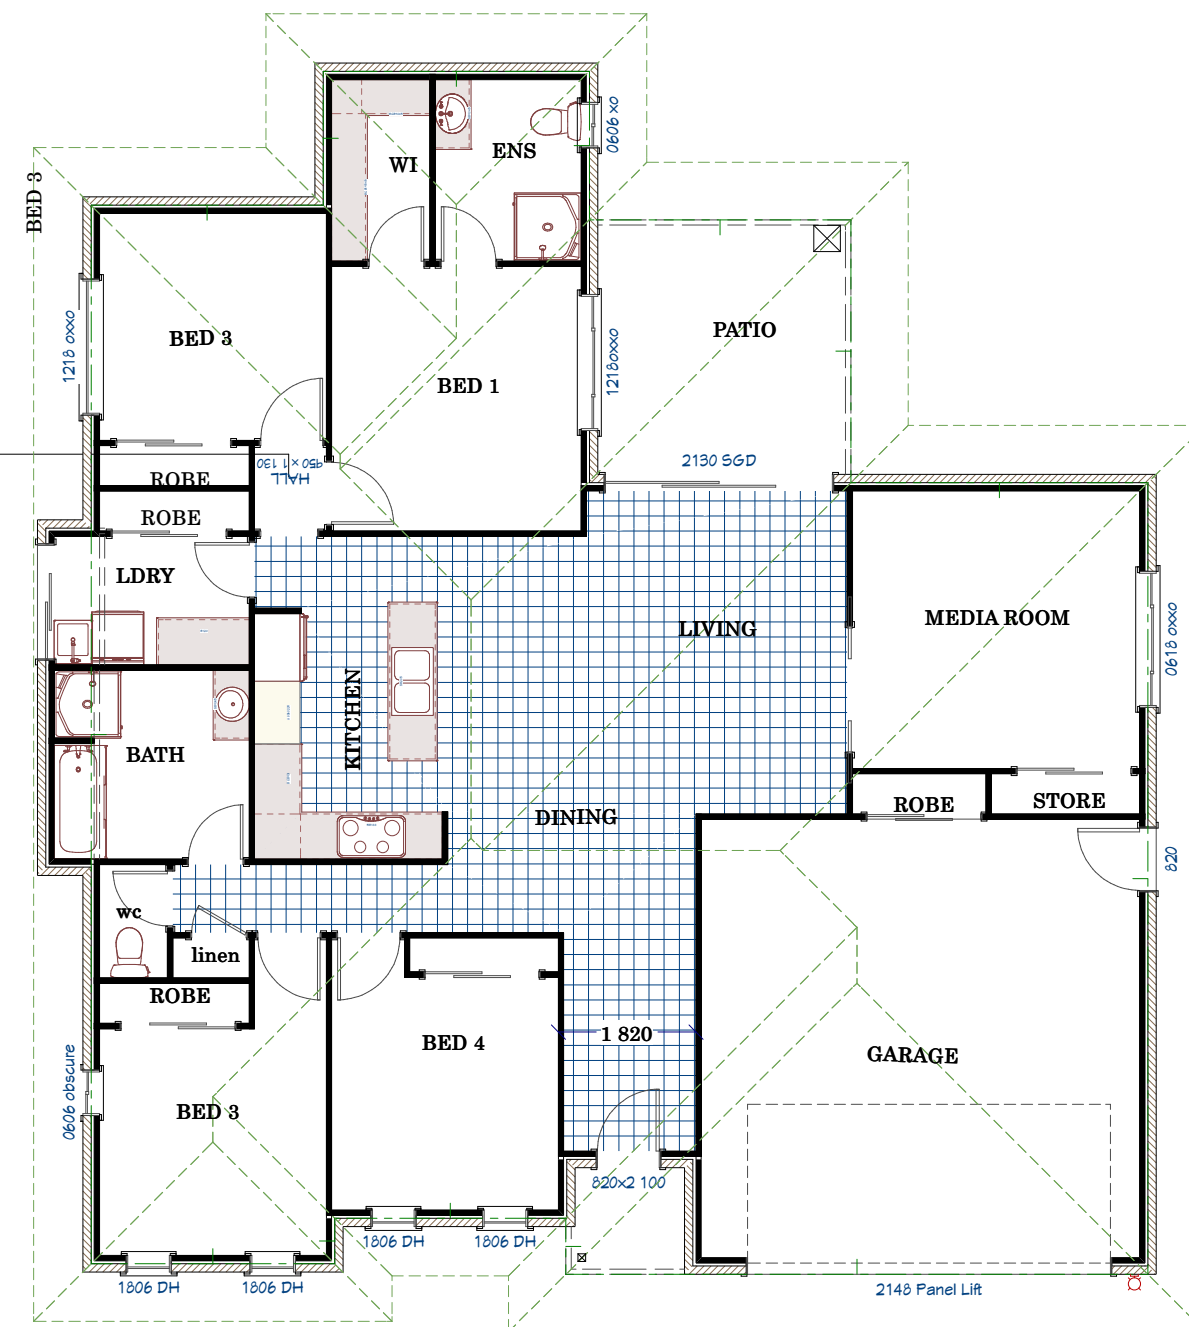 0606 XO
WI
ENS
BED 3
PATIO
BED 3
1218 OXXO
1218OXXO
BED 1
2130 SGD
HALL
950 x 1 130
ROBE
ROBE
LDRY
MEDIA ROOM
LIVING
0618 OXXO
KITCHEN
BATH
ROBE
STORE
DINING
820
wc
linen
ROBE
1 820
BED 4
GARAGE
0606 obscure
BED 3
820x2 100
1806 DH
1806 DH
1806 DH
1806 DH
2148 Panel Lift